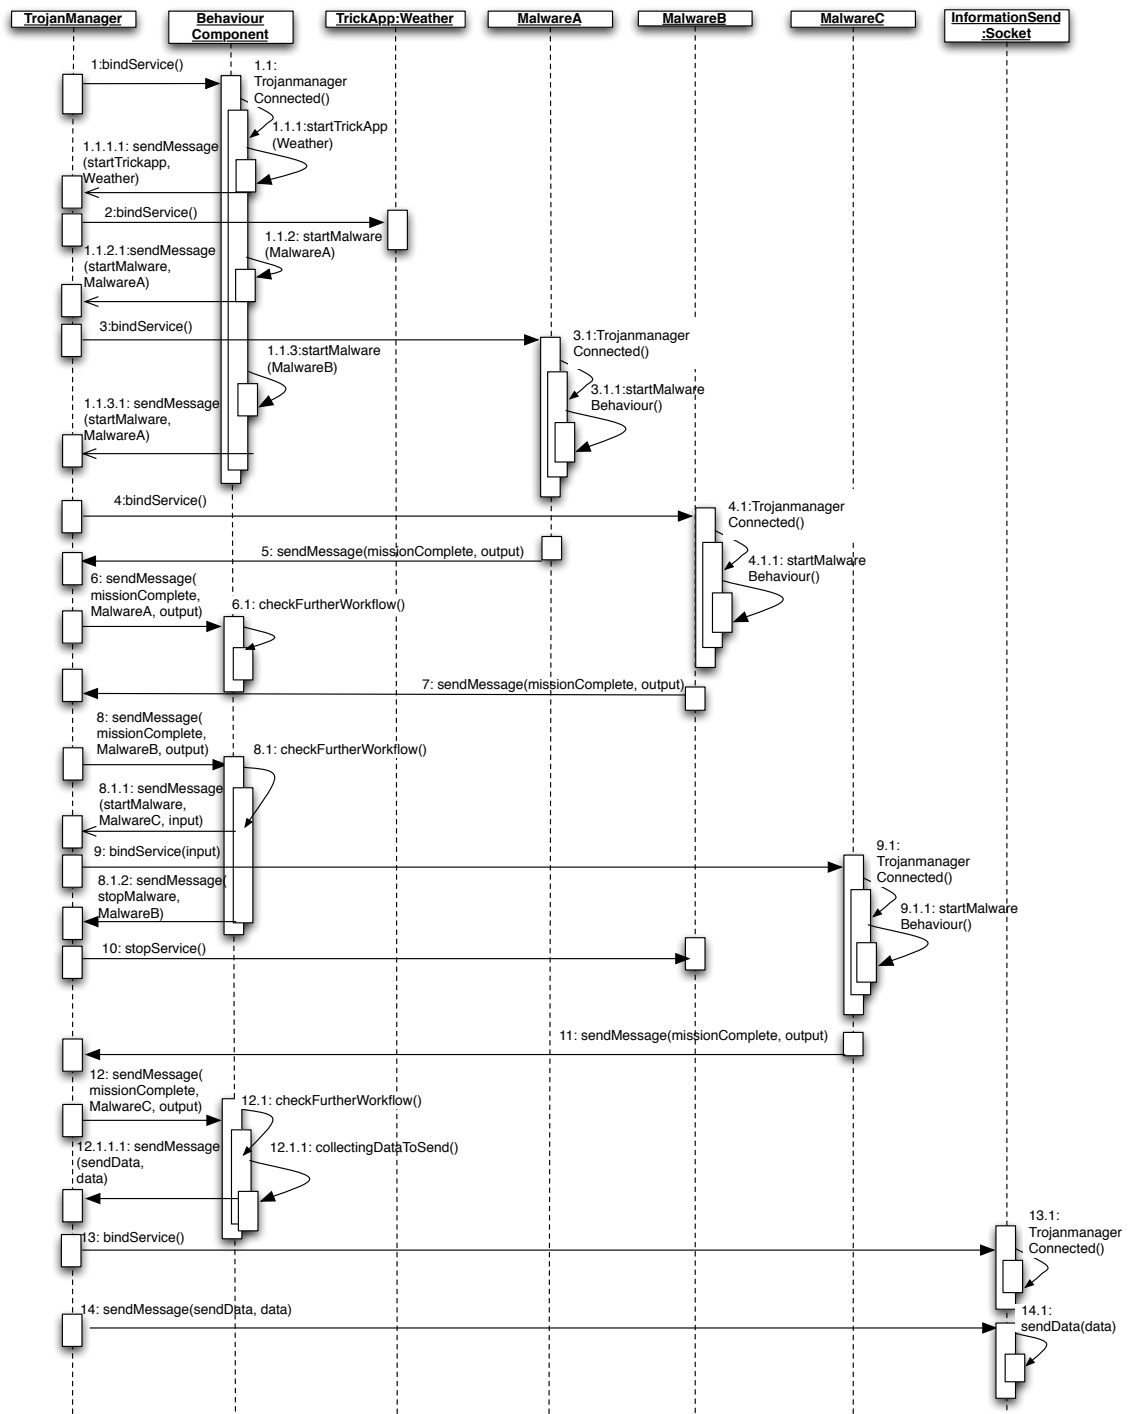 TrojanManager
Behaviour
Component
TrickApp:Weather
MalwareA
MalwareB
MalwareC
InformationSend
:Socket
1:bindService()
1.1:
Trojanmanager
Connected()
1.1.1:startTrickApp
(Weather)
1.1.1.1: sendMessage
(startTrickapp,
Weather)
2:bindService()
1.1.2: startMalware
(MalwareA)
1.1.2.1:sendMessage
(startMalware,
MalwareA)
3:bindService()
3.1:Trojanmanager
Connected()
1.1.3:startMalware
(MalwareB)
3.1.1:startMalware
Behaviour()
1.1.3.1: sendMessage
(startMalware,
MalwareA)
4:bindService()
4.1:Trojanmanager
Connected()
5: sendMessage(missionComplete, output)
4.1.1: startMalware
Behaviour()
6: sendMessage(
missionComplete,
MalwareA, output)
6.1: checkFurtherWorkflow()
7: sendMessage(missionComplete, output)
8: sendMessage(
missionComplete,
MalwareB, output)
8.1: checkFurtherWorkflow()
8.1.1: sendMessage
(startMalware,
MalwareC, input)
9: bindService(input)
9.1:
Trojanmanager
Connected()
8.1.2: sendMessage(
stopMalware,
MalwareB)
9.1.1: startMalware
Behaviour()
10: stopService()
11: sendMessage(missionComplete, output)
12: sendMessage(
missionComplete,
MalwareC, output)
12.1: checkFurtherWorkflow()
12.1.1.1: sendMessage
(sendData,
data)
12.1.1: collectingDataToSend()
13: bindService()
13.1:
Trojanmanager
Connected()
14: sendMessage(sendData, data)
14.1:
sendData(data)